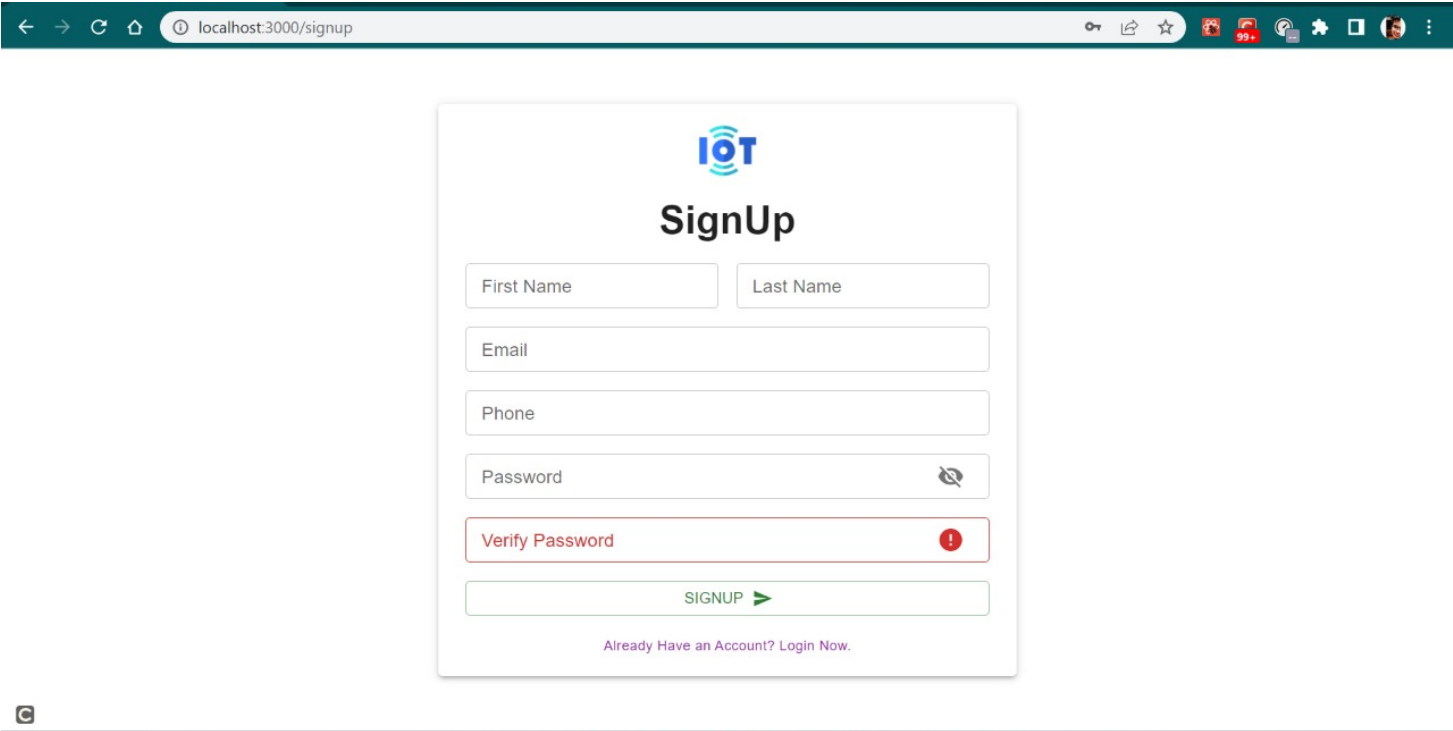 localhost:3000/signup
99+
IOT
SignUp
First Name Last Name
Email
Phone
Password
Verify Password
SIGNUP
Already Have an Account? Login Now.
C